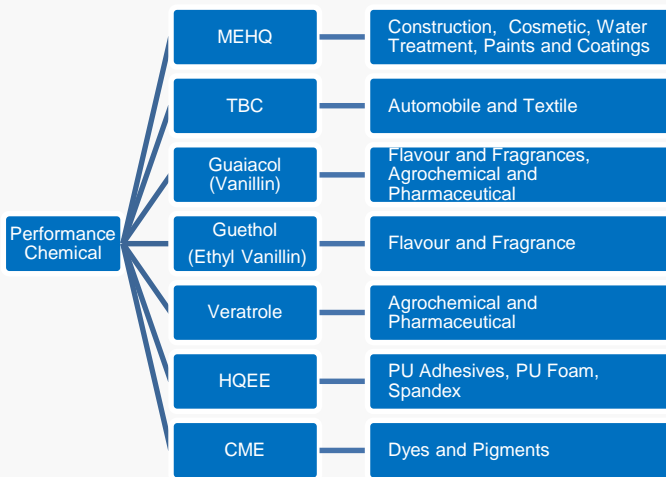 MEHQ
Construction, Cosmetic, Water
Treatment, Paints and Coatings
TBC
Automobile and Textile
Guaiacol
(Vanillin)
Flavour and Fragrances,
Agrochemical and
Pharmaceutical
Performance
Chemical
Guethol
(Ethyl Vanillin)
Flavour and Fragrance
Veratrole
Agrochemical and
Pharmaceutical
HQEE
PU Adhesives, PU Foam,
Spandex
CME
Dyes and Pigments